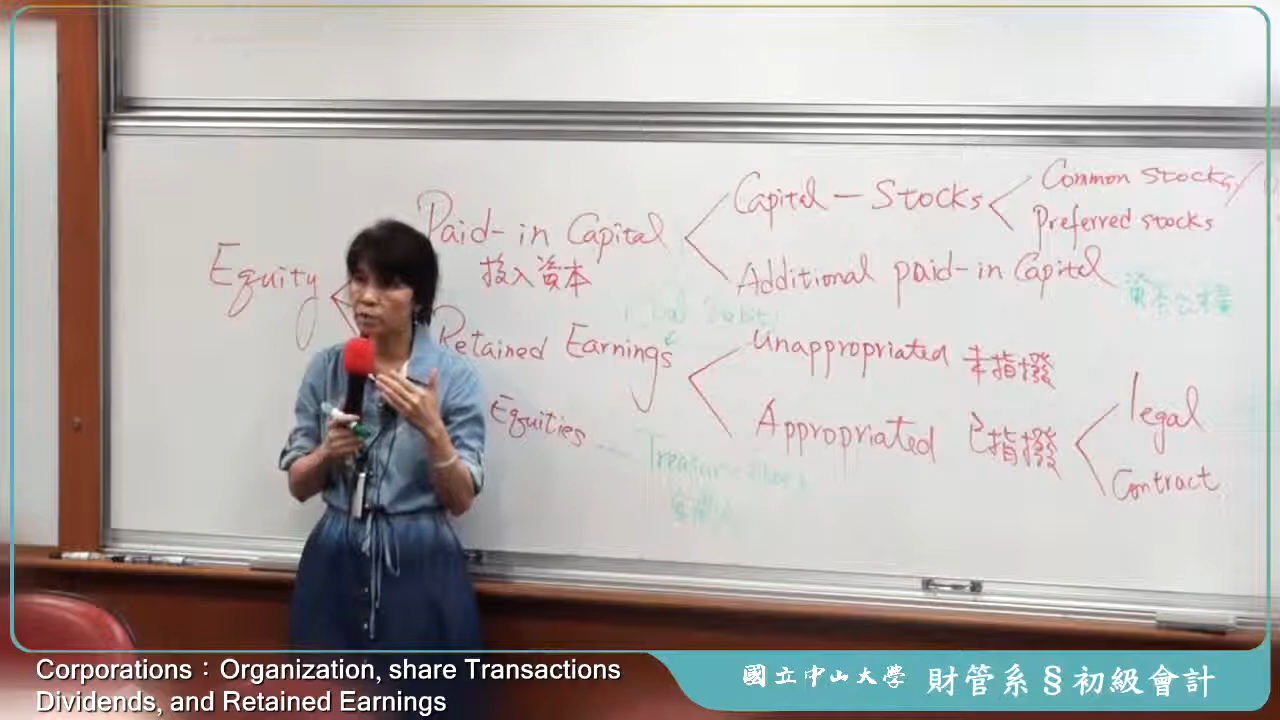 Equity
Paid-in Capital
投入資本
Capital - Stocks
Common stocks/
Preferred stocks
Additional paid-in Capital
資本公積
Retained Earnings
Unappropriated 未指撥
Appropriated 已指撥
legal
Contract
Equities
Corporations：Organization, share Transactions
Dividends, and Retained Earnings
國立中山大學 財管系§初級會計